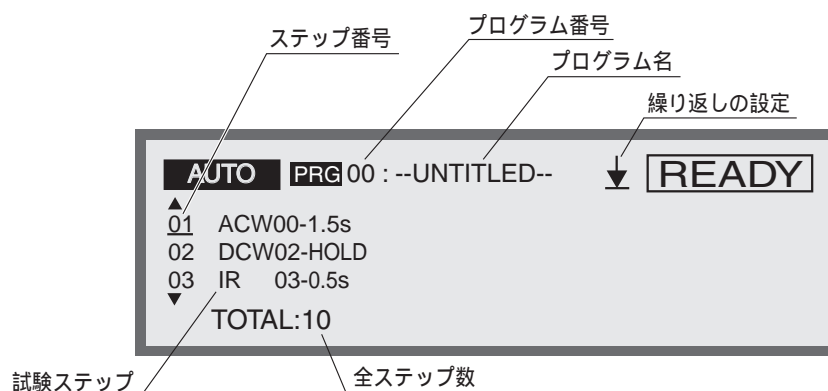 プログラム番号
ステップ番号
プログラム名
繰り返しの設定
AUTO PRG 00 : --UNTITLED-- READY
01 ACW00-1.5s
02 DCW02-HOLD
03 IR 03-0.5s
TOTAL:10
試験ステップ 全ステップ数